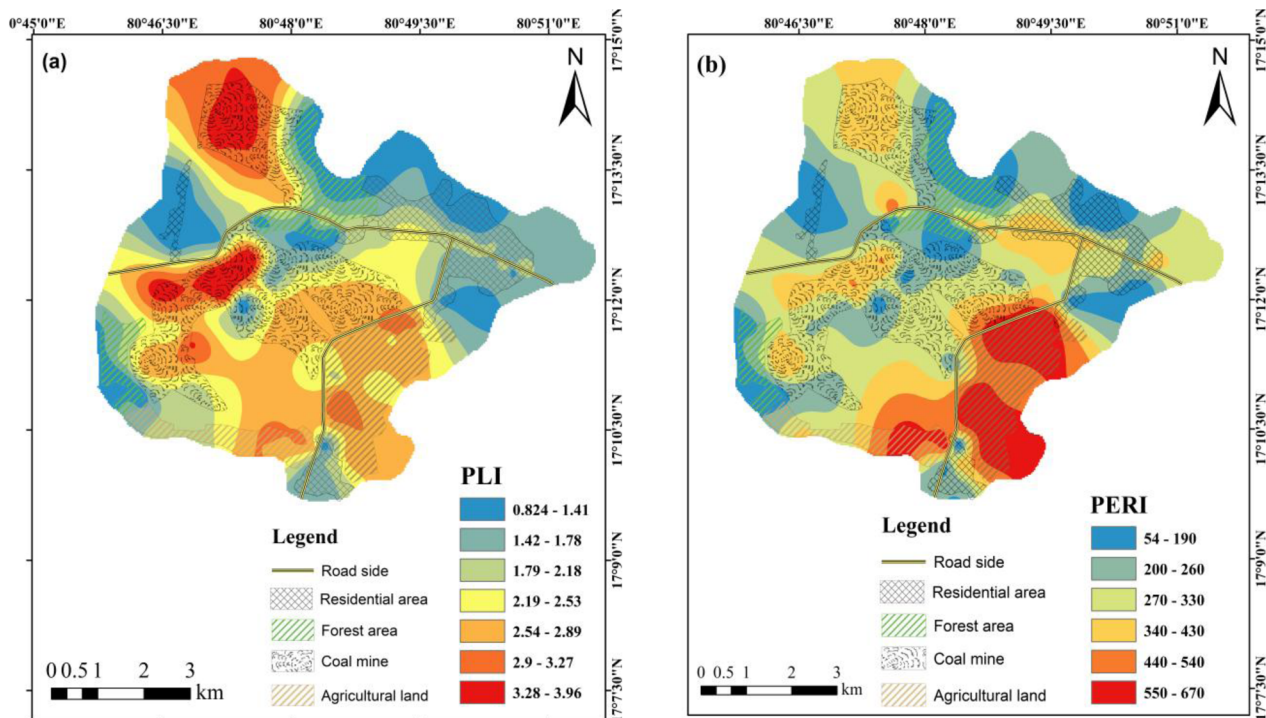 0°45'0"E 80°46'30"E 80°48'0"E 80°49'30"E 80°51'0"E
(a)
N
17°15'0"N
17°13'30"N
17°12'0"N
17°10'30"N
17°9'0"N
17°7'30"N
PLI
0.824 - 1.41
1.42 - 1.78
1.79 - 2.18
2.19 - 2.53
2.54 - 2.89
2.9 - 3.27
3.28 - 3.96
Legend
Road side
Residential area
Forest area
Coal mine
Agricultural land
0 0.5 1 2 3
km
80°46'30"E 80°48'0"E 80°49'30"E 80°51'0"E
(b)
N
17°15'0"N
17°13'30"N
17°12'0"N
17°10'30"N
17°9'0"N
17°7'30"N
PERI
54 - 190
200 - 260
270 - 330
340 - 430
440 - 540
550 - 670
Legend
Road side
Residential area
Forest area
Coal mine
Agricultural land
0 0.5 1 2 3
km